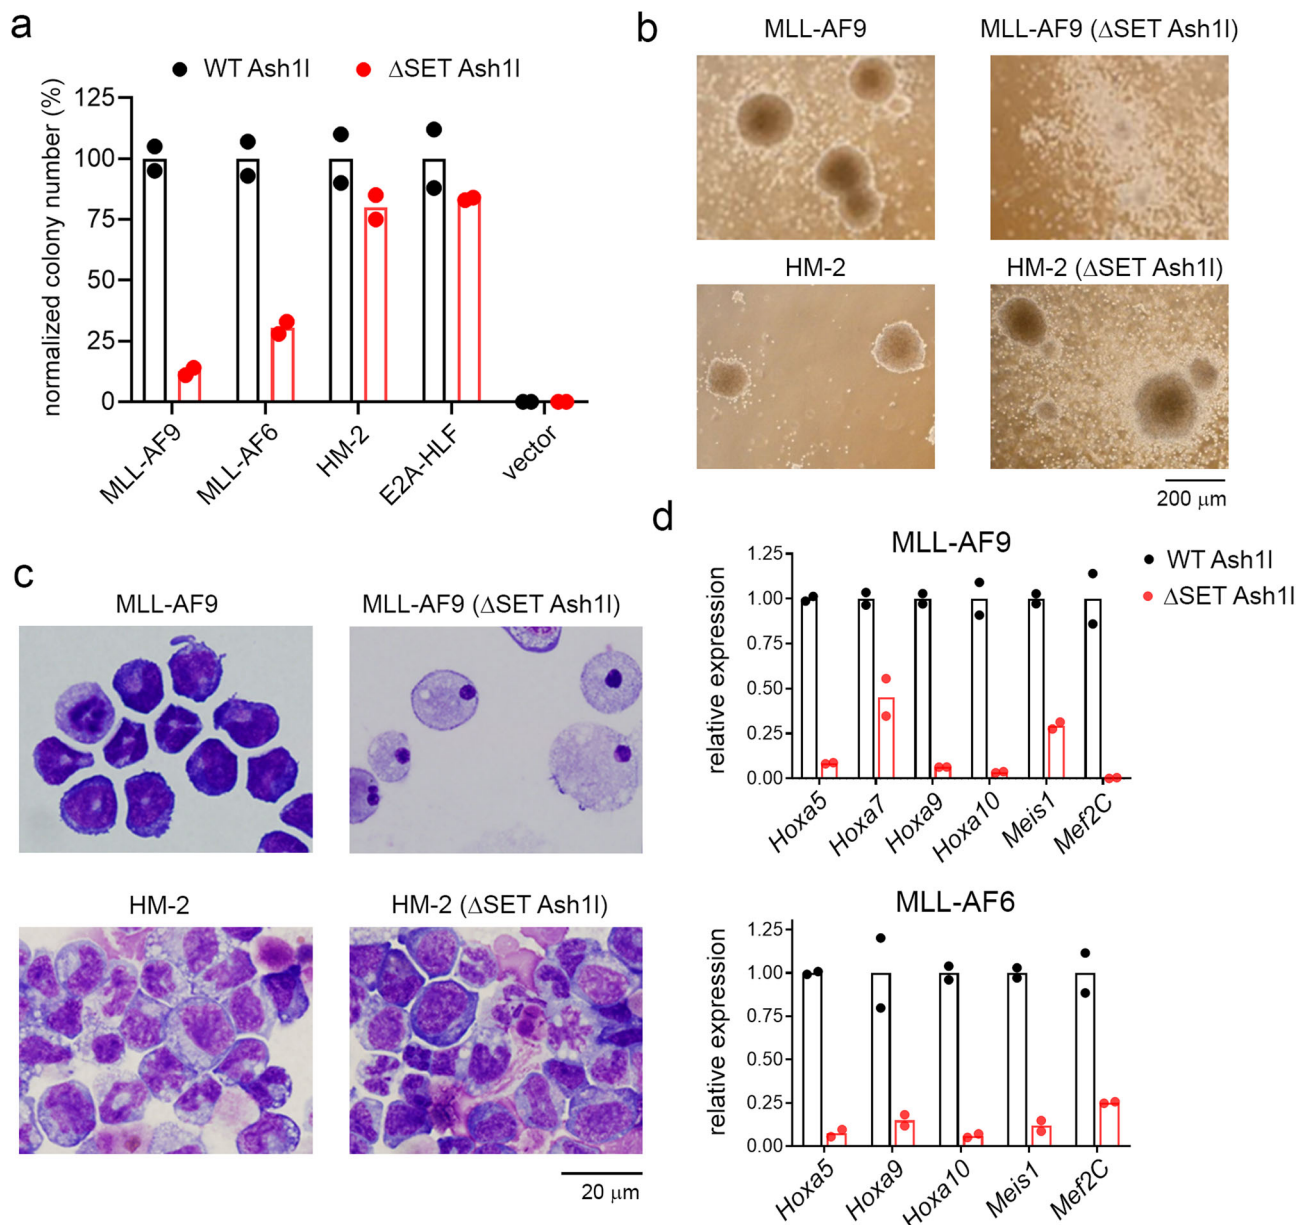 a
WT Ash1l
ΔSET Ash1l
normalized colony number (%)
125
100
75
50
25
0
MLL-AF9
MLL-AF6
HM-2
E2A-HLF
vector
b
MLL-AF9
MLL-AF9 (ΔSET Ash1l)
HM-2
HM-2 (ΔSET Ash1l)
200 μm
c
MLL-AF9
MLL-AF9 (ΔSET Ash1l)
HM-2
HM-2 (ΔSET Ash1l)
20 μm
d
MLL-AF9
WT Ash1l
ΔSET Ash1l
relative expression
1.25
1.00
0.75
0.50
0.25
0.00
Hoxa5
Hoxa7
Hoxa9
Hoxa10
Meis1
Mef2C
MLL-AF6
relative expression
1.25
1.00
0.75
0.50
0.25
0.00
Hoxa5
Hoxa9
Hoxa10
Meis1
Mef2C